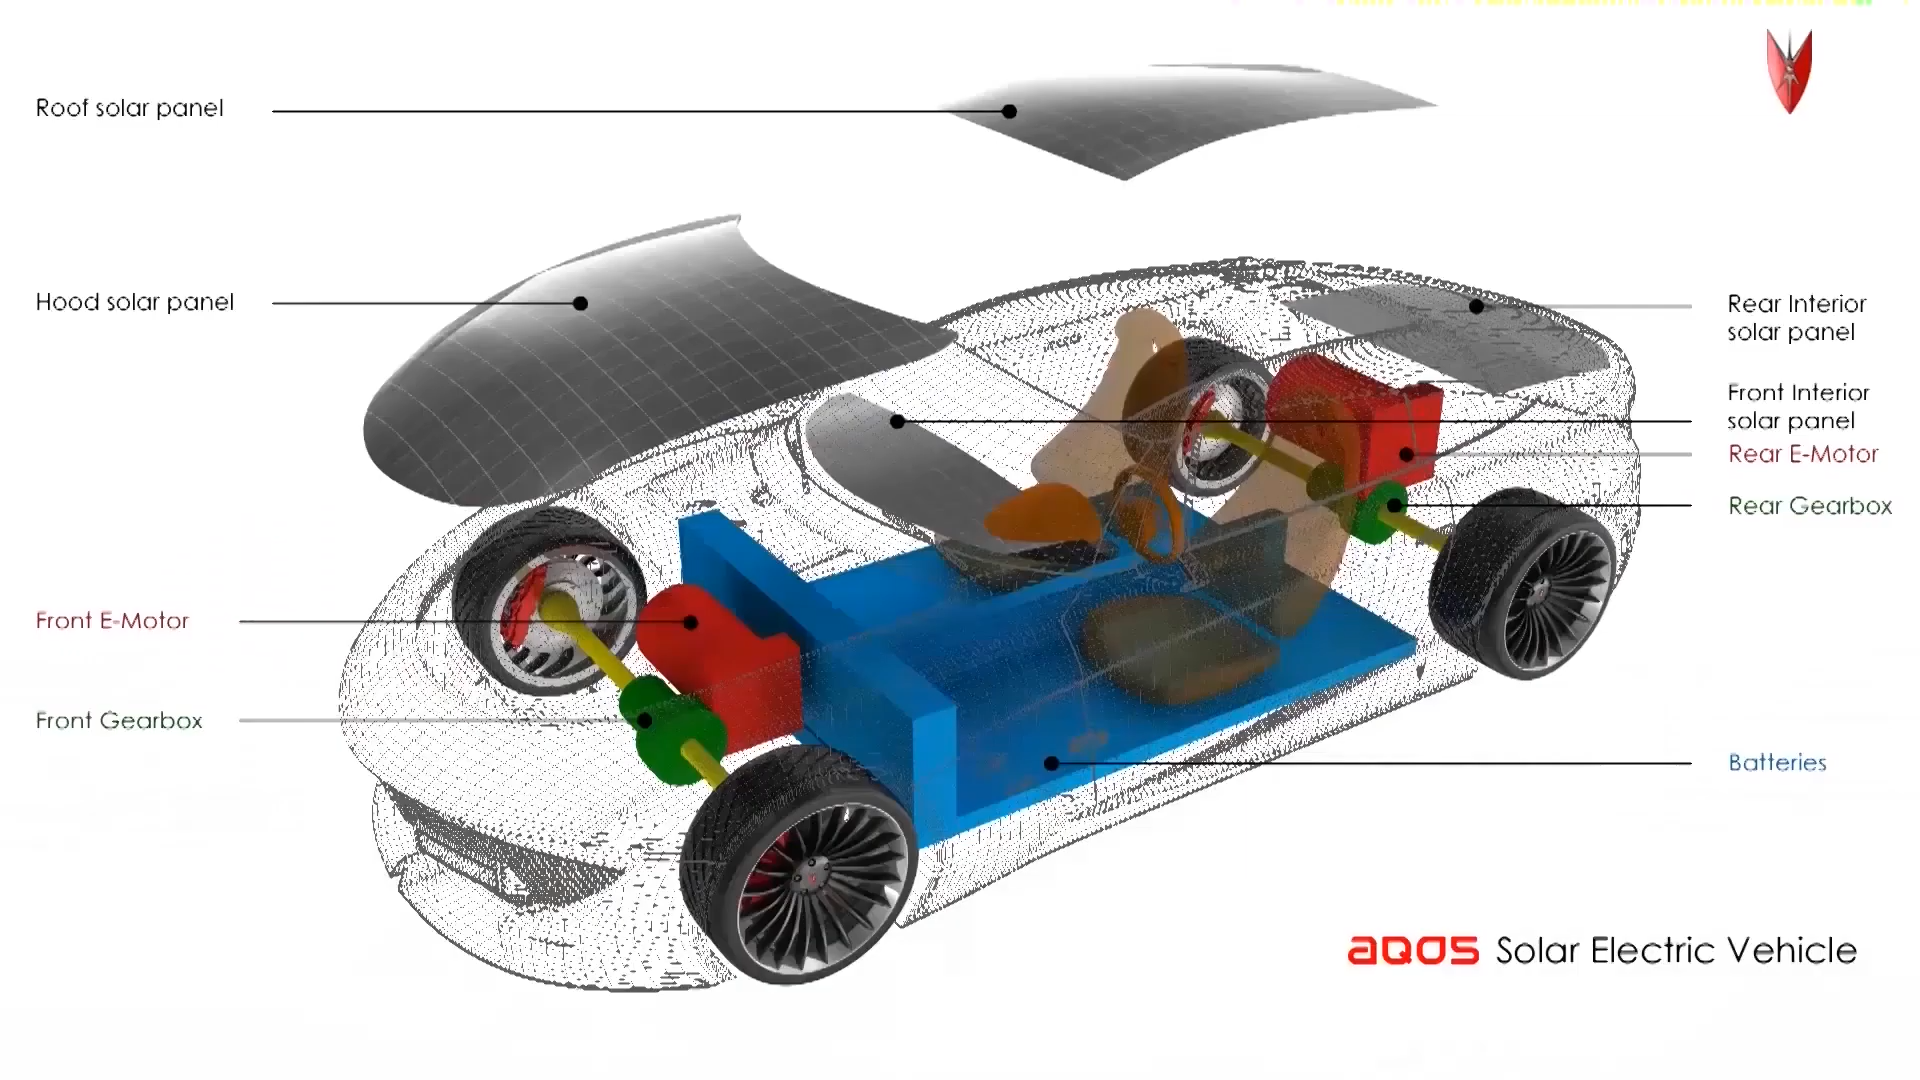 Roof solar panel
Hood solar panel
Rear Interior
solar panel
Front Interior
solar panel
Rear E-Motor
Rear Gearbox
Front E-Motor
Front Gearbox
Batteries
aQOS Solar Electric Vehicle